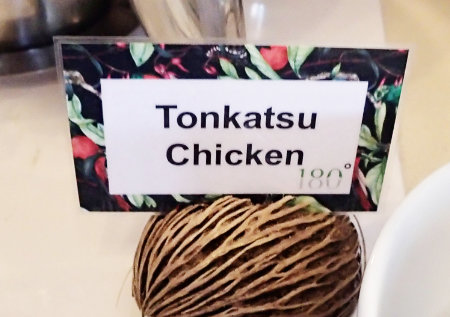 Tonkatsu
Chicken
180°